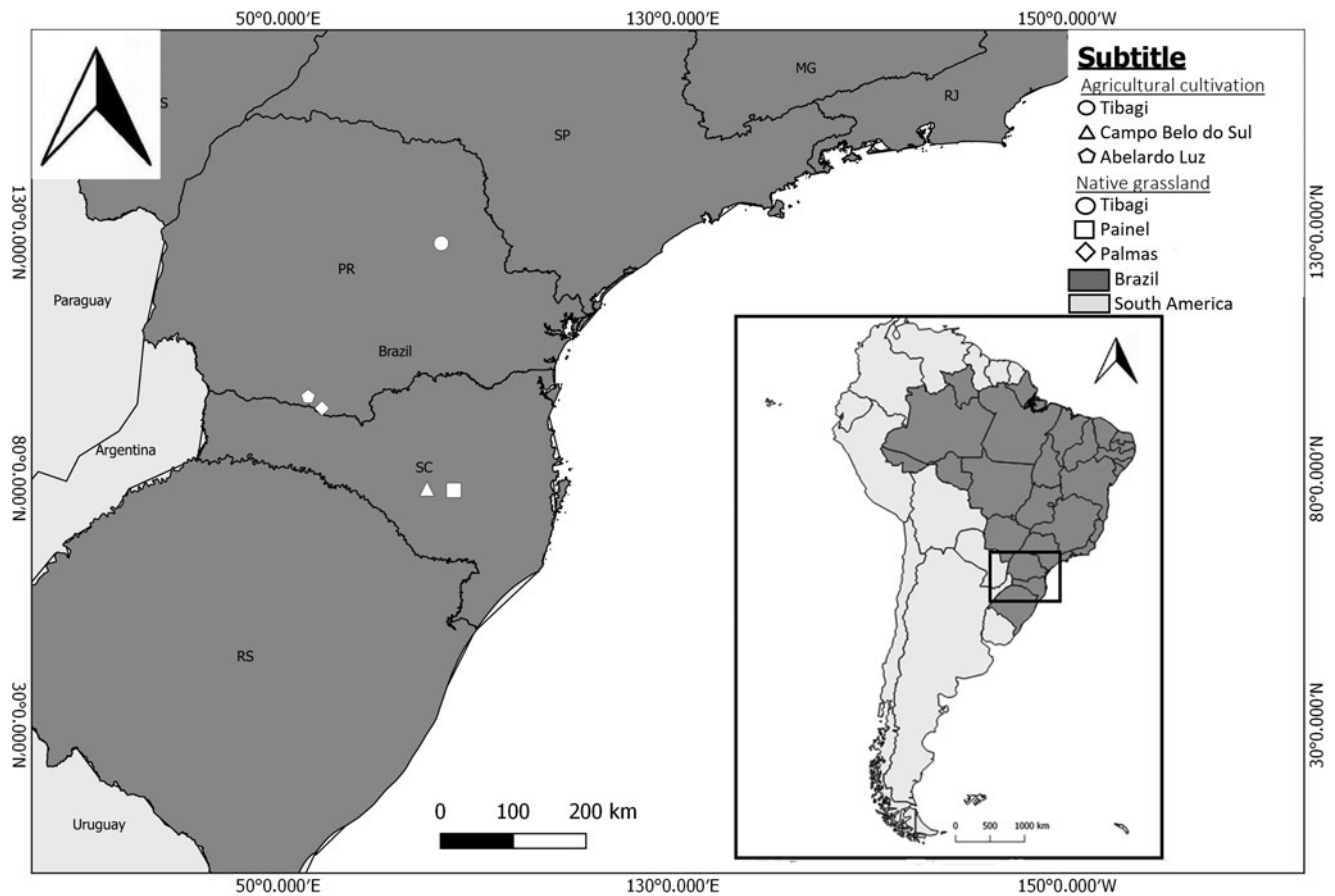 50°0.000′E 130°0.000′E 150°0.000′W
Subtitle
Agricultural cultivation
Tibagi
Campo Belo do Sul
Abelardo Luz
Native grassland
Tibagi
Painel
Palmas
Brazil
South America
S
MG
RJ
SP
PR
Paraguay
Brazil
Argentina
SC
RS
Uruguay
130°0.000′N
80°0.000′N
30°0.000′N
130°0.000′N
80°0.000′N
30°0.000′N
0 100 200 km
0 500 1000 km
50°0.000′E 130°0.000′E 150°0.000′W